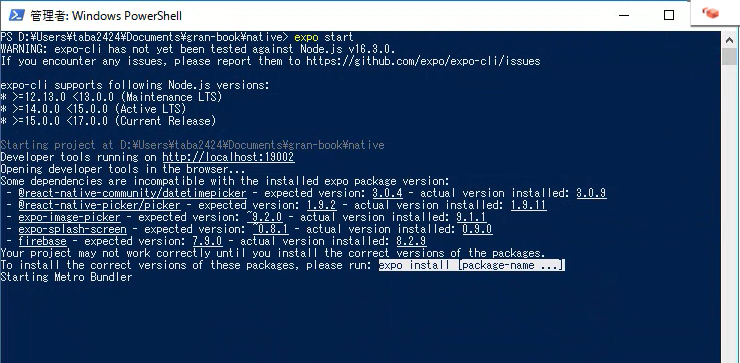 管理者: Windows PowerShell
PS D:¥Users¥taba2424¥Documents¥gran-book¥native> expo start
WARNING: expo-cli has not yet been tested against Node.js v16.3.0.
If you encounter any issues, please report them to https://github.com/expo/expo-cli/issues
expo-cli supports following Node.js versions:
* >=12.13.0 <13.0.0 (Maintenance LTS)
* >=14.0.0 <15.0.0 (Active LTS)
* >=15.0.0 <17.0.0 (Current Release)
Starting project at D:¥Users¥taba2424¥Documents¥gran-book¥native
Developer tools running on http://localhost:19002
Opening developer tools in the browser...
Some dependencies are incompatible with the installed expo package version:
- @react-native-community/datetimepicker - expected version: 3.0.4 - actual version installed: 3.0.9
- @react-native-picker/picker - expected version: 1.9.2 - actual version installed: 1.9.11
- expo-image-picker - expected version: ~9.2.0 - actual version installed: 9.1.1
- expo-splash-screen - expected version: ~0.8.1 - actual version installed: 0.9.0
- firebase - expected version: 7.9.0 - actual version installed: 8.2.9
Your project may not work correctly until you install the correct versions of the packages.
To install the correct versions of these packages, please run: expo install [package-name ...]
Starting Metro Bundler